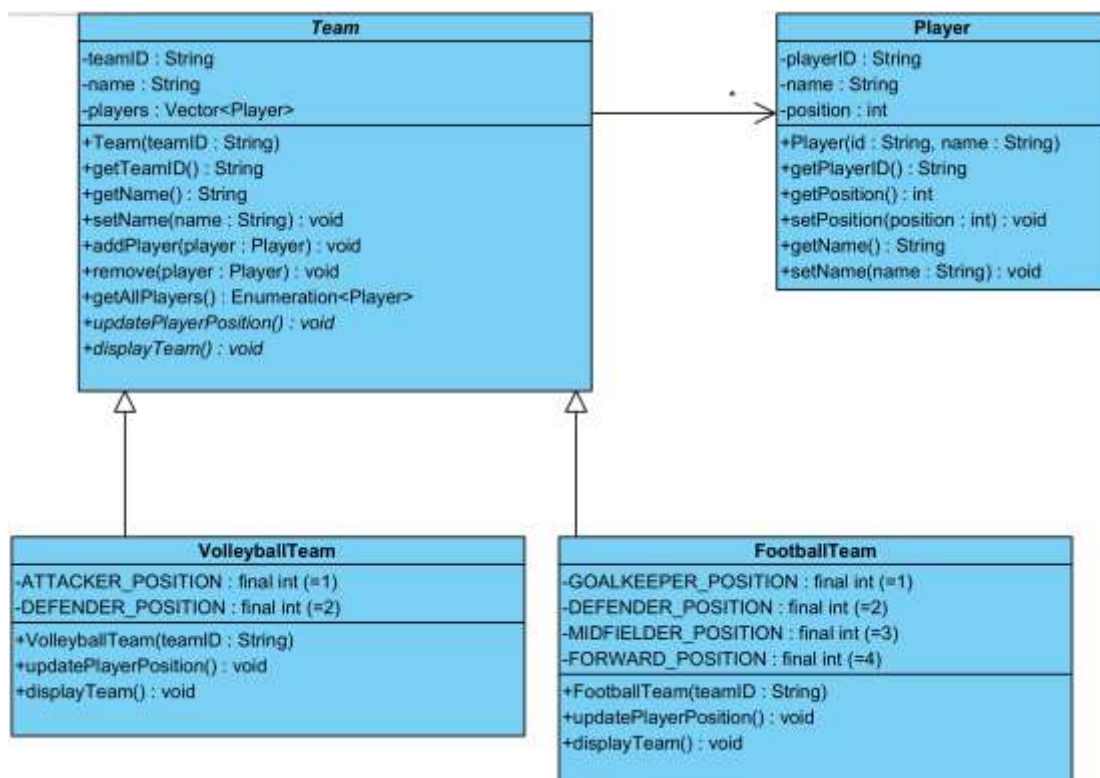 Team
-teamID : String
-name : String
-players : Vector<Player>
+Team(teamID : String)
+getTeamID() : String
+getName() : String
+setName(name : String) : void
+addPlayer(player : Player) : void
+remove(player : Player) : void
+getAllPlayers() : Enumeration<Player>
+updatePlayerPosition() : void
+displayTeam() : void
*
Player
-playerID : String
-name : String
-position : int
+Player(id : String, name : String)
+getPlayerID() : String
+getPosition() : int
+setPosition(position : int) : void
+getName() : String
+setName(name : String) : void
VolleyballTeam
-ATTACKER_POSITION : final int (=1)
-DEFENDER_POSITION : final int (=2)
+VolleyballTeam(teamID : String)
+updatePlayerPosition() : void
+displayTeam() : void
FootballTeam
-GOALKEEPER_POSITION : final int (=1)
-DEFENDER_POSITION : final int (=2)
-MIDFIELDER_POSITION : final int (=3)
-FORWARD_POSITION : final int (=4)
+FootballTeam(teamID : String)
+updatePlayerPosition() : void
+displayTeam() : void